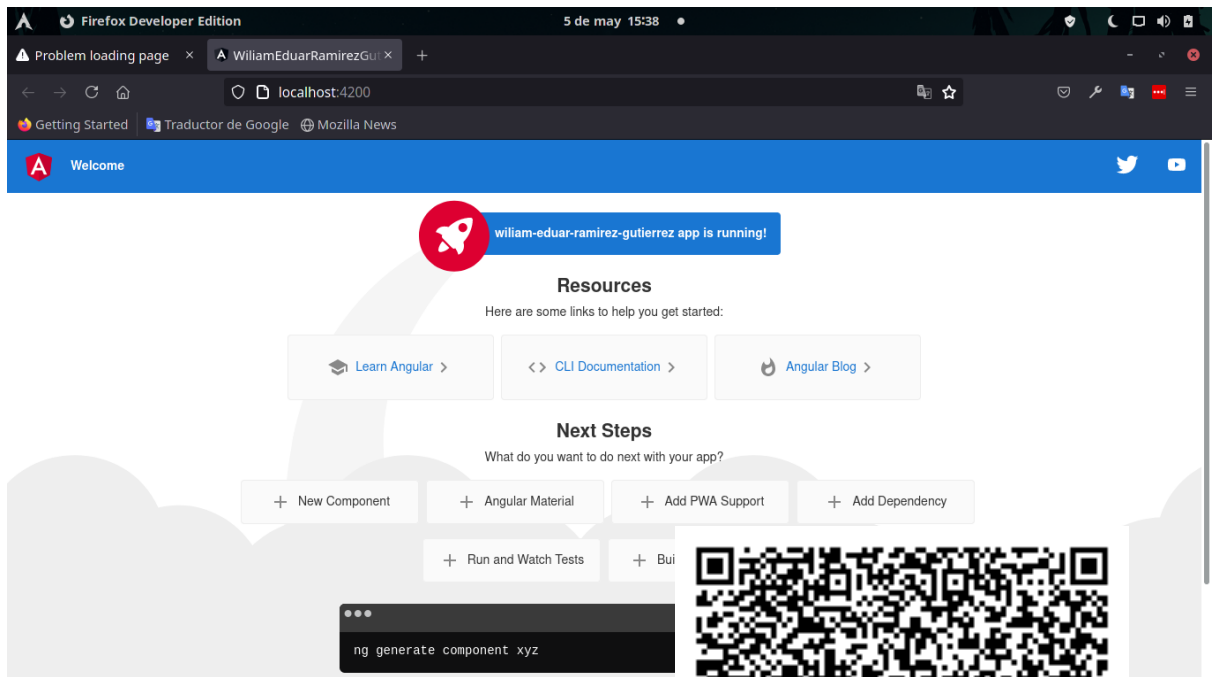 Firefox Developer Edition
5 de may 15:38
Problem loading page
WiliamEduarRamirezGut
localhost:4200
Getting Started
Traductor de Google
Mozilla News
Welcome
wiliam-eduar-ramirez-gutierrez app is running!
Resources
Here are some links to help you get started:
Learn Angular
CLI Documentation
Angular Blog
Next Steps
What do you want to do next with your app?
New Component
Angular Material
Add PWA Support
Add Dependency
Run and Watch Tests
Bui
ng generate component xyz